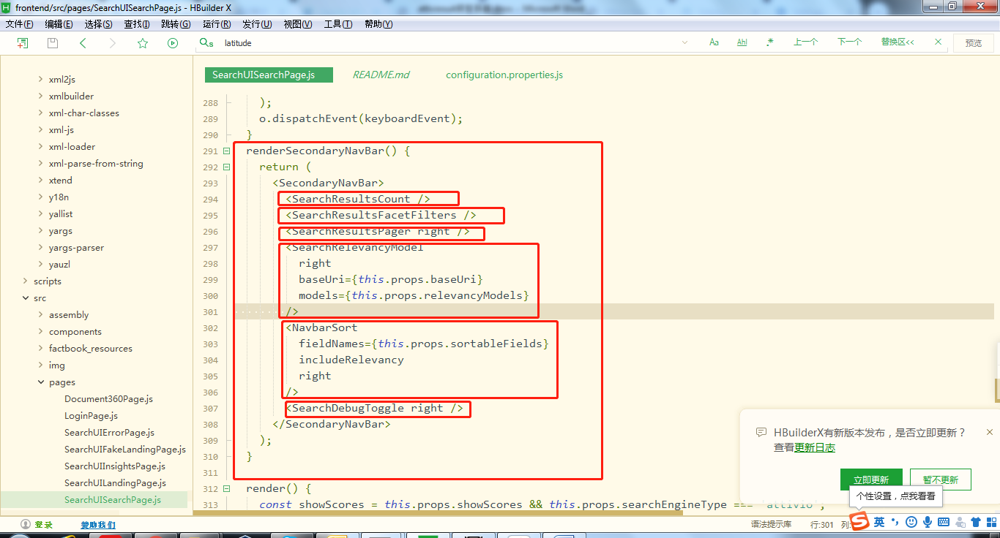 frontend/src/pages/SearchUISearchPage.js - HBuilder X
文件(F) 编辑(E) 选择(S) 查找(I) 跳转(G) 运行(R) 发行(U) 视图(V) 工具(T) 帮助(Y)
latitude Aa Ab| .* 上一个 下一个 替换区<< 预览
xml2js
xmlbuilder
xml-char-classes
xml-js
xml-loader
xml-parse-from-string
xtend
y18n
yallist
yargs
yargs-parser
yauzl
scripts
src
assembly
components
factbook_resources
img
pages
Document360Page.js
LoginPage.js
SearchUIErrorPage.js
SearchUIFakeLandingPage.js
SearchUIInsightsPage.js
SearchUILandingPage.js
SearchUISearchPage.js
SearchUISearchPage.js README.md configuration.properties.js
288 );
289 o.dispatchEvent(keyboardEvent);
290 }
291 renderSecondaryNavBar() {
292 return (
293 <SecondaryNavBar>
294 <SearchResultsCount />
295 <SearchResultsFacetFilters />
296 <SearchResultsPager right />
297 <SearchRelevancyModel
298 right
299 baseUri={this.props.baseUri}
300 models={this.props.relevancyModels}
301 />
302 <NavbarSort
303 fieldNames={this.props.sortableFields}
304 includeRelevancy
305 right
306 />
307 <SearchDebugToggle right />
308 </SecondaryNavBar>
309 );
310 }
311
312 render() {
313 const showScores = this.props.showScores && this.props.searchEngineType === 'attivio';
HBuilderX有新版本发布，是否立即更新？
查看更新日志
立即更新 暂不更新
个性设置，点我看看
登录 赞助我们 语法提示库 行:301 列:
英